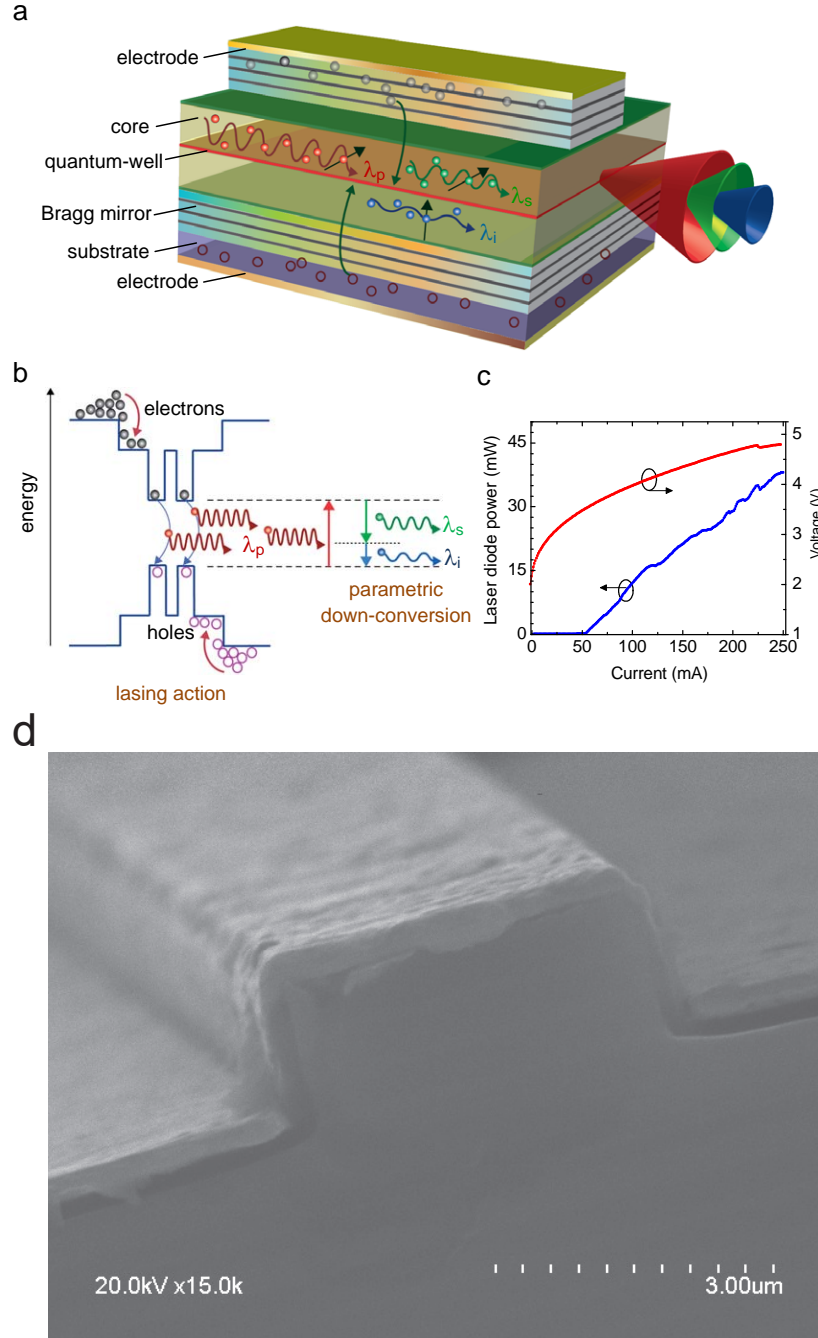 a
electrode
core
quantum-well
Bragg mirror
substrate
electrode
λp
λs
λi
b
energy
electrons
holes
λp
λs
λi
parametric
down-conversion
lasing action
c
Laser diode power (mW)
45
30
15
0
5
4
3
2
1
Voltage (V)
0 50 100 150 200 250
Current (mA)
d
20.0kV x15.0k
3.00um